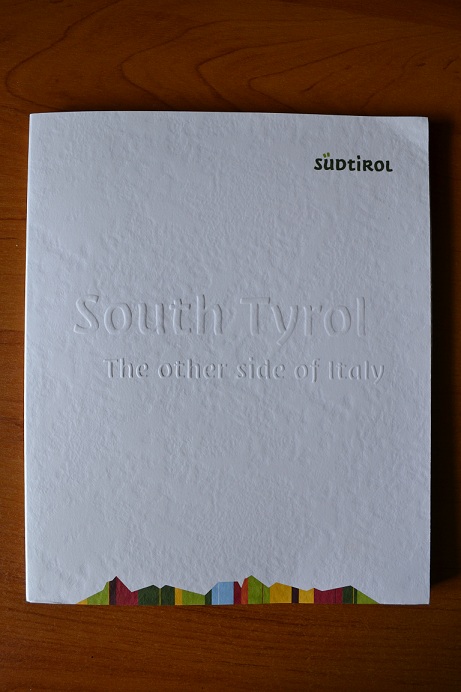 SÜDTIROL
South Tyrol
The other side of Italy